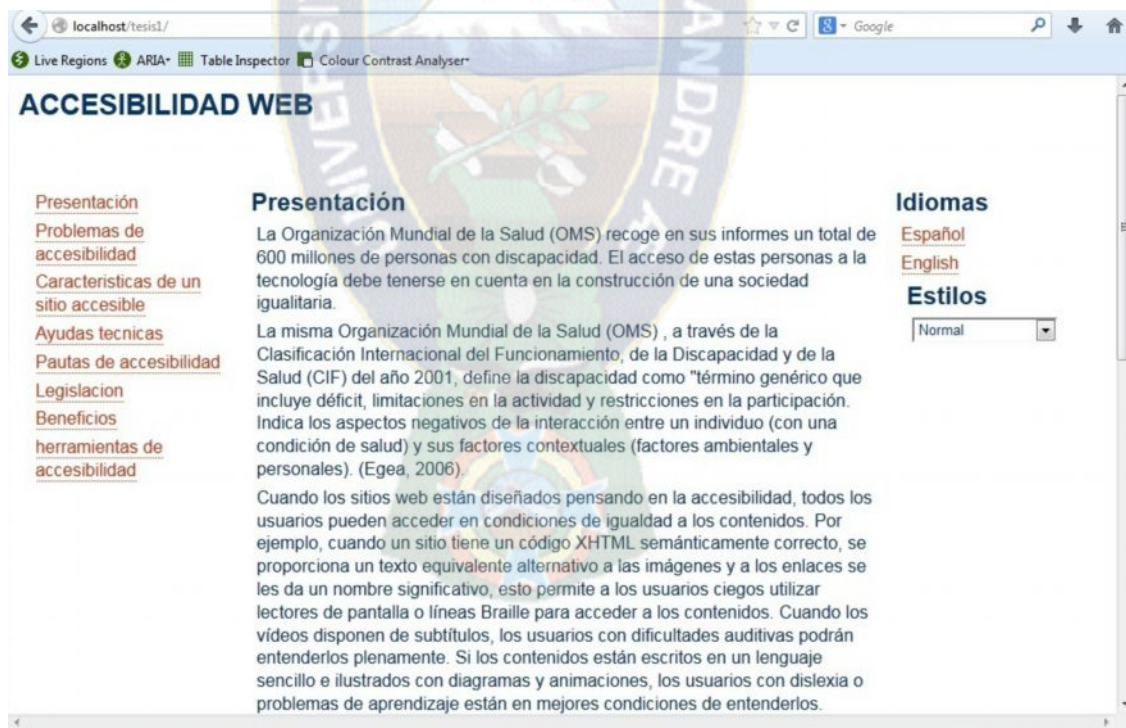 localhost/tesis1/
Google
Live Regions ARIA Table Inspector Colour Contrast Analyser
ACCESIBILIDAD WEB
Presentación
Problemas de
accesibilidad
Caracteristicas de un
sitio accesible
Ayudas tecnicas
Pautas de accesibilidad
Legislacion
Beneficios
herramientas de
accesibilidad
Presentación
La Organización Mundial de la Salud (OMS) recoge en sus informes un total de
600 millones de personas con discapacidad. El acceso de estas personas a la
tecnología debe tenerse en cuenta en la construcción de una sociedad
igualitaria.
La misma Organización Mundial de la Salud (OMS) , a través de la
Clasificación Internacional del Funcionamiento, de la Discapacidad y de la
Salud (CIF) del año 2001, define la discapacidad como "término genérico que
incluye déficit, limitaciones en la actividad y restricciones en la participación.
Indica los aspectos negativos de la interacción entre un individuo (con una
condición de salud) y sus factores contextuales (factores ambientales y
personales). (Egea, 2006).
Cuando los sitios web están diseñados pensando en la accesibilidad, todos los
usuarios pueden acceder en condiciones de igualdad a los contenidos. Por
ejemplo, cuando un sitio tiene un código XHTML semánticamente correcto, se
proporciona un texto equivalente alternativo a las imágenes y a los enlaces se
les da un nombre significativo, esto permite a los usuarios ciegos utilizar
lectores de pantalla o líneas Braille para acceder a los contenidos. Cuando los
vídeos disponen de subtítulos, los usuarios con dificultades auditivas podrán
entenderlos plenamente. Si los contenidos están escritos en un lenguaje
sencillo e ilustrados con diagramas y animaciones, los usuarios con dislexia o
problemas de aprendizaje están en mejores condiciones de entenderlos.
Idiomas
Español
English
Estilos
Normal